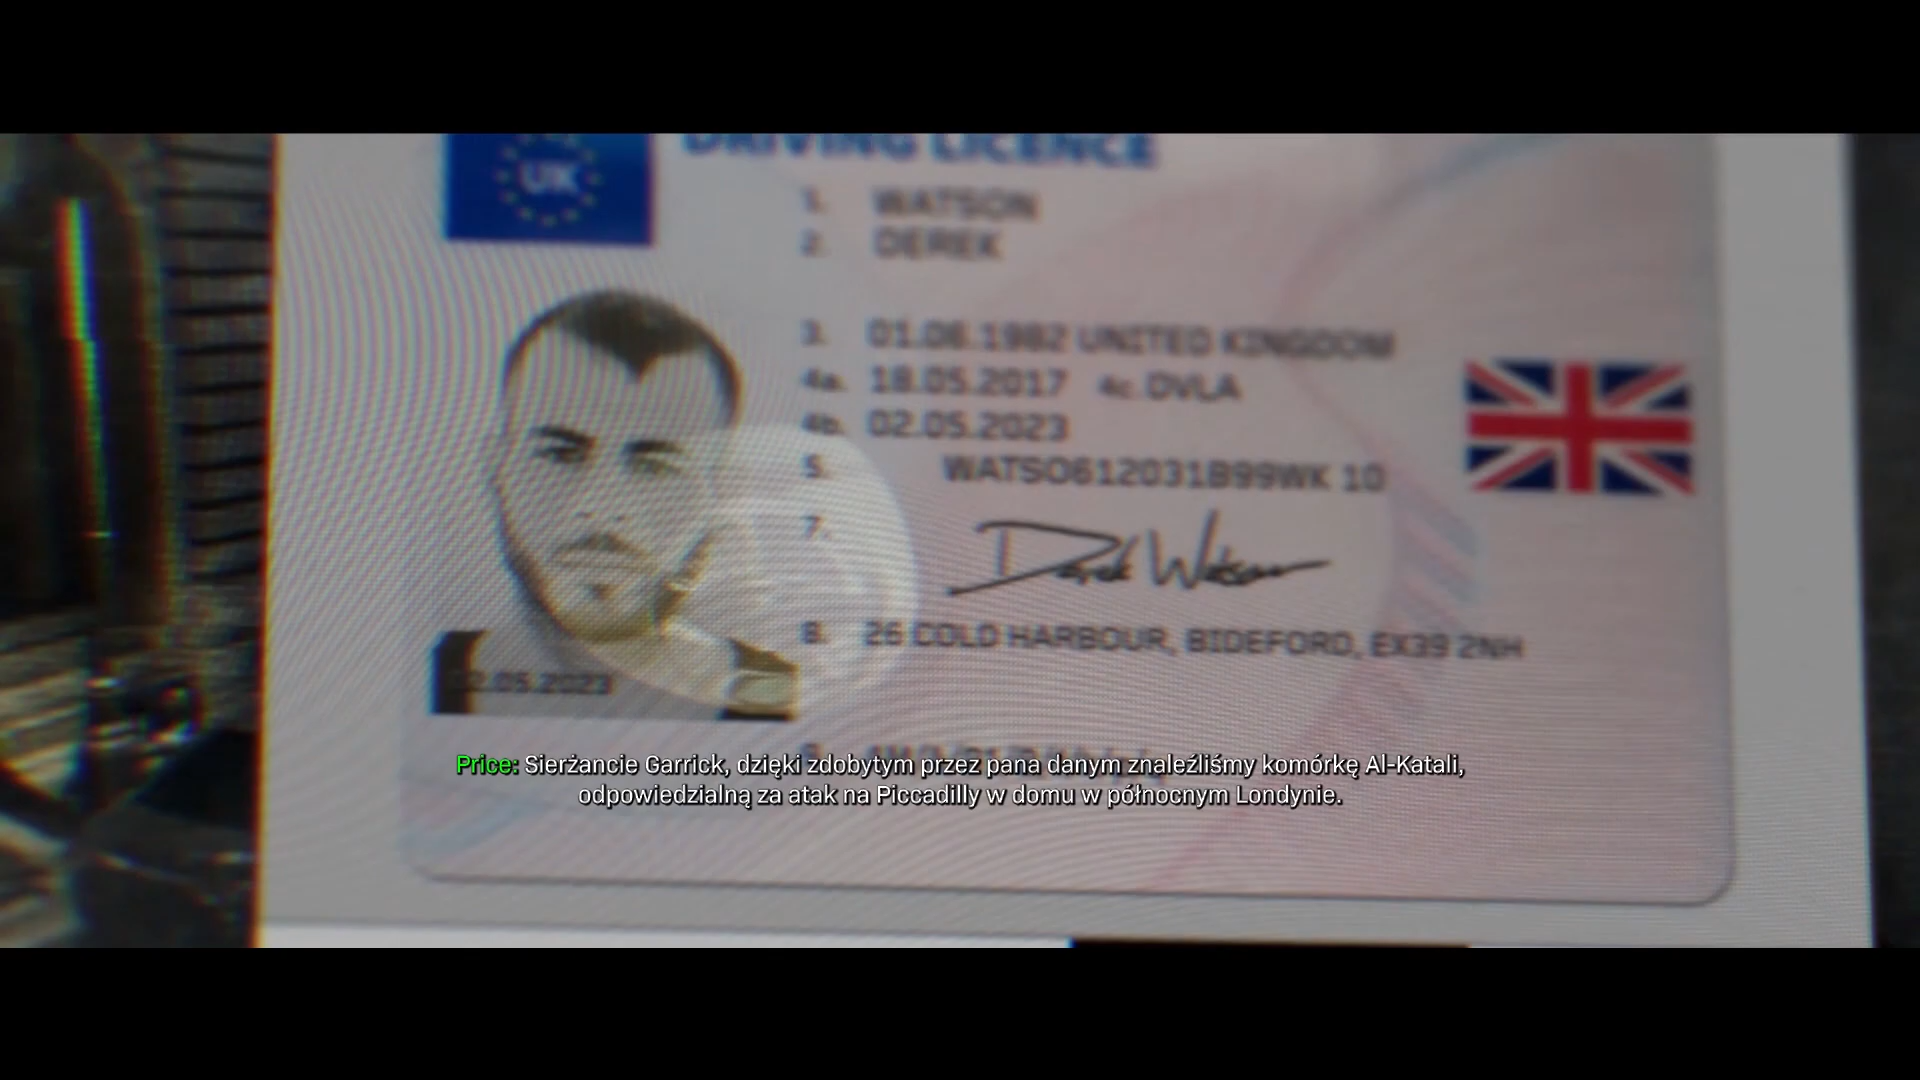 DRIVING LICENCE
UK
1. WATSON
2. DEREK
3. 01.06.1982 UNITED KINGDOM
4a. 18.05.2017 4c. DVLA
4b. 02.05.2023
5. WATSO612031B99WK 10
7. Derek Watson
8. 26 COLD HARBOUR, BIDEFORD, EX39 2NH
02.05.2023
9.
Price: Sierżancie Garrick, dzięki zdobytym przez pana danym znaleźliśmy komórkę Al-Katali,
odpowiedzialną za atak na Piccadilly w domu w północnym Londynie.